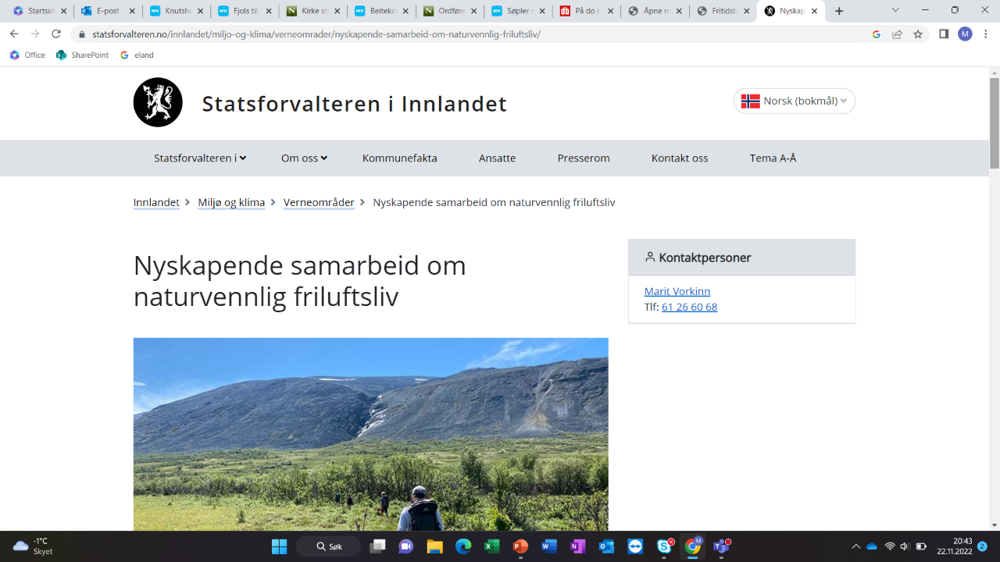 Startsid
E-post -
Knutshø
Fjols til
Kirke st
Beiteko
Ordføre
Søpler n
På do i
Åpne m
Fritidsb
Nyskap
statsforvalteren.no/innlandet/miljo-og-klima/verneomrader/nyskapende-samarbeid-om-naturvennlig-friluftsliv/
M
Office
SharePoint
eland
Statsforvalteren i Innlandet
Norsk (bokmål)
Statsforvalteren i
Om oss
Kommunefakta
Ansatte
Presserom
Kontakt oss
Tema A-Å
Innlandet
Miljø og klima
Verneområder
Nyskapende samarbeid om naturvennlig friluftsliv
Nyskapende samarbeid om
naturvennlig friluftsliv
Kontaktpersoner
Marit Vorkinn
Tlf: 61 26 60 68
-1°C
Skyet
Søk
20:43
22.11.2022
2